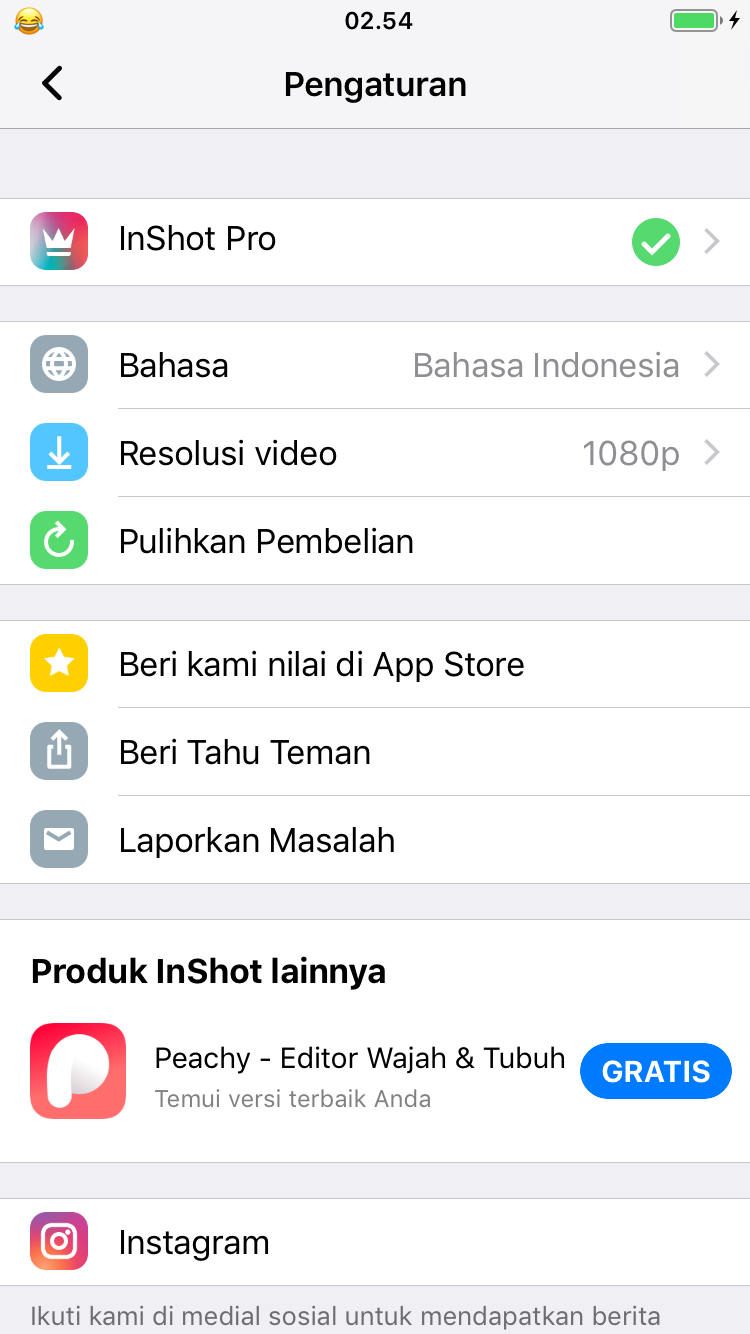 02.54
Pengaturan
InShot Pro
Bahasa Bahasa Indonesia
Resolusi video 1080p
Pulihkan Pembelian
Beri kami nilai di App Store
Beri Tahu Teman
Laporkan Masalah
Produk InShot lainnya
Peachy - Editor Wajah & Tubuh
Temui versi terbaik Anda
GRATIS
Instagram
Ikuti kami di medial sosial untuk mendapatkan berita